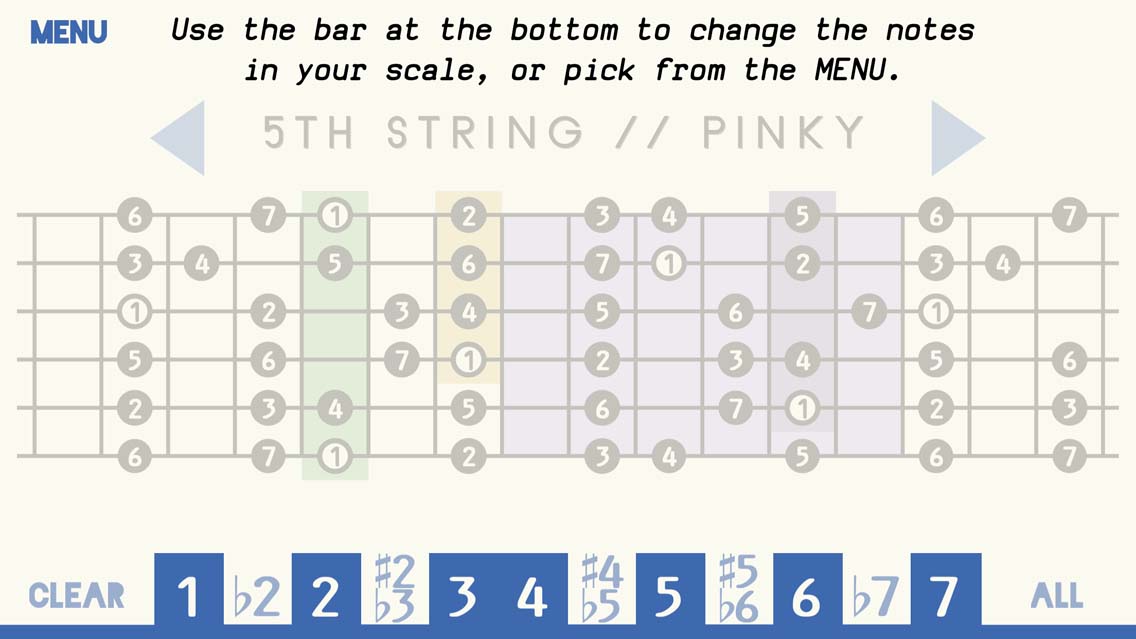 MENU
Use the bar at the bottom to change the notes
in your scale, or pick from the MENU.
5TH STRING // PINKY
6 7 1 2 3 4 5 6 7
3 4 5 6 7 1 2 3 4
1 2 3 4 5 6 7 1
5 6 7 1 2 3 4 5 6
2 3 4 5 6 7 1 2 3
6 7 1 2 3 4 5 6 7
CLEAR 1 ♭2 2 ♯2 ♭3 3 4 ♯4 ♭5 5 ♯5 ♭6 6 ♭7 7 ALL